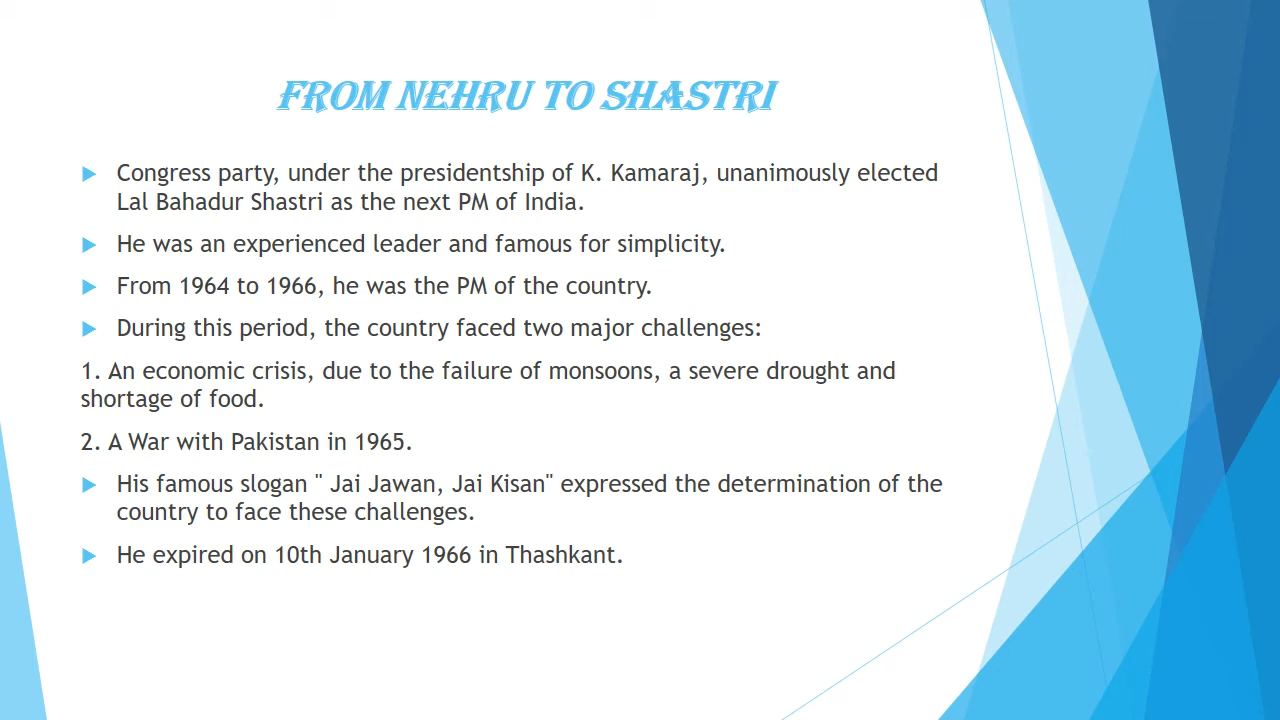 FROM NEHRU TO SHASTRI
Congress party, under the presidentship of K. Kamaraj, unanimously elected
Lal Bahadur Shastri as the next PM of India.
He was an experienced leader and famous for simplicity.
From 1964 to 1966, he was the PM of the country.
During this period, the country faced two major challenges:
1. An economic crisis, due to the failure of monsoons, a severe drought and
shortage of food.
2. A War with Pakistan in 1965.
His famous slogan " Jai Jawan, Jai Kisan" expressed the determination of the
country to face these challenges.
He expired on 10th January 1966 in Thashkant.